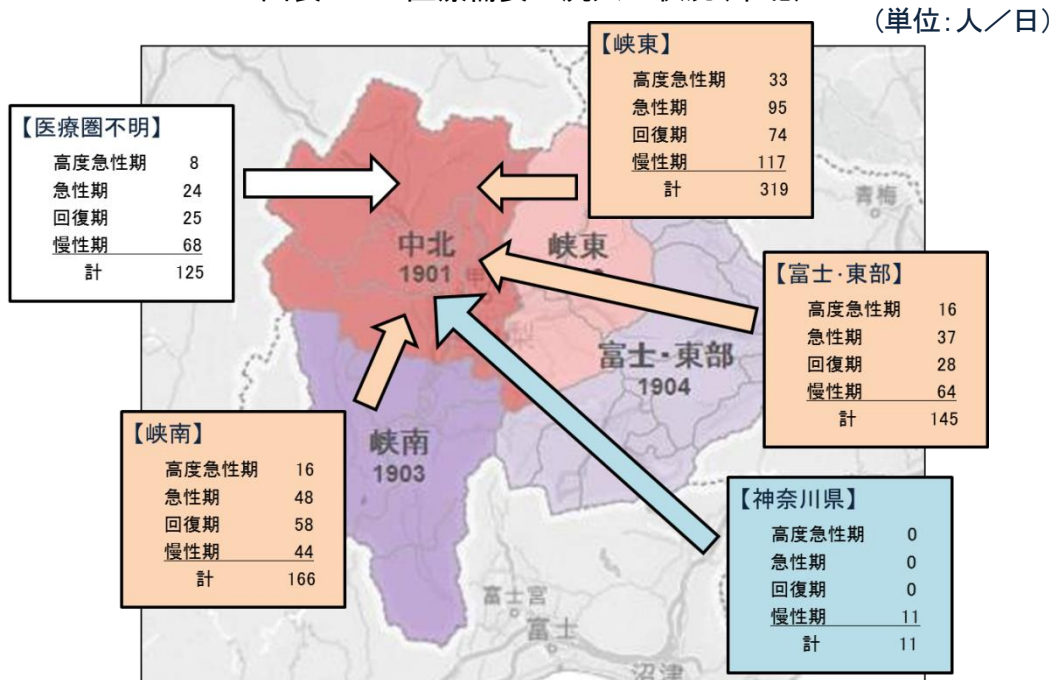 (単位:人/日)
【峡東】
高度急性期 33
急性期 95
回復期 74
慢性期 117
計 319
【医療圏不明】
高度急性期 8
急性期 24
回復期 25
慢性期 68
計 125
青梅
中北
1901
峡東
【富士・東部】
高度急性期 16
急性期 37
回復期 28
慢性期 64
計 145
富士・東部
1904
【峡南】
高度急性期 16
急性期 48
回復期 58
慢性期 44
計 166
峡南
1903
【神奈川県】
高度急性期 0
急性期 0
回復期 0
慢性期 11
計 11
富士宮
富士
沼津